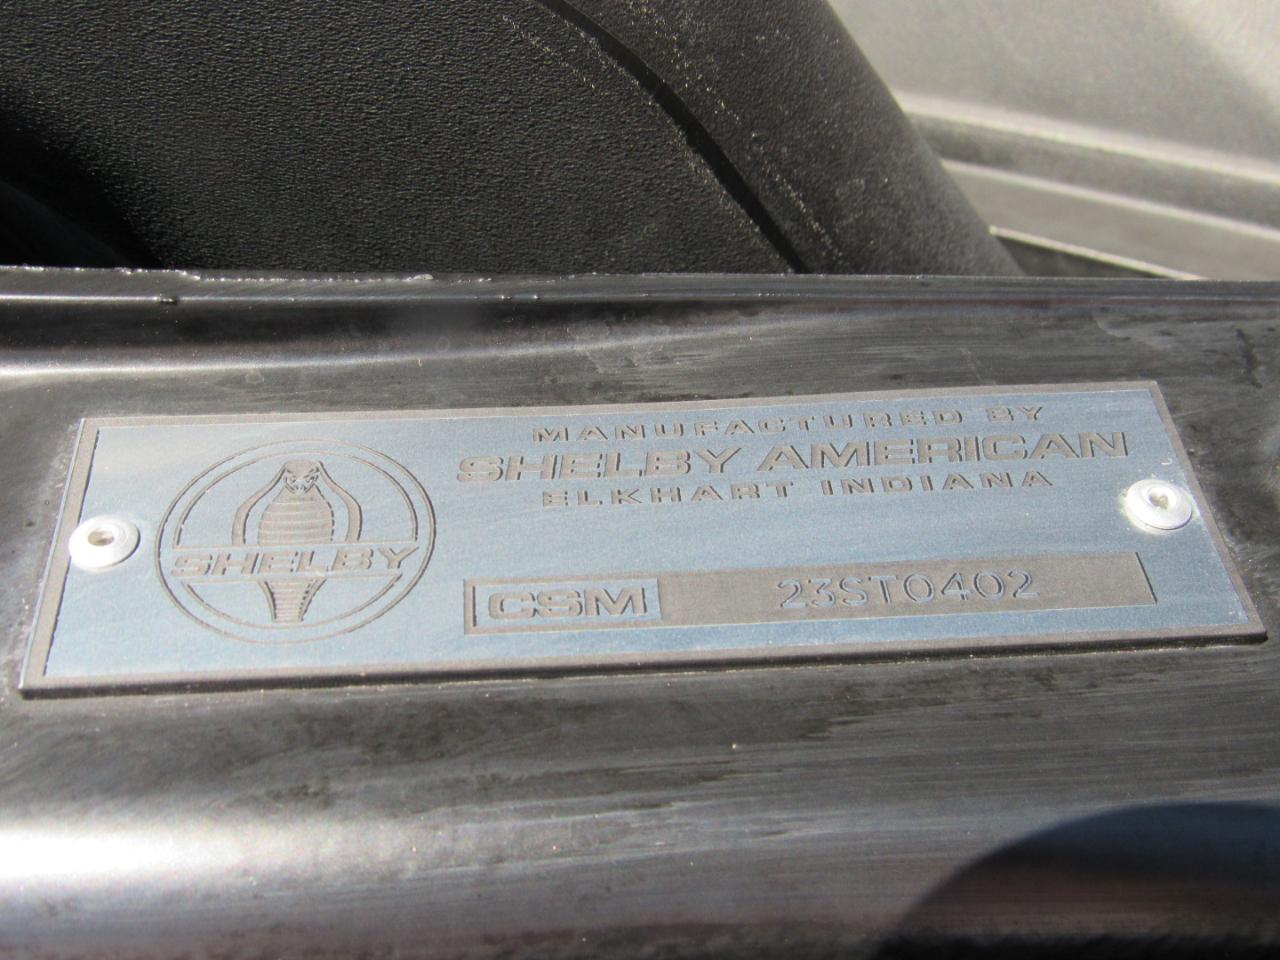 MANUFACTURED BY
SHELBY AMERICAN
ELKHART INDIANA
SHELBY
CSM 23ST0402